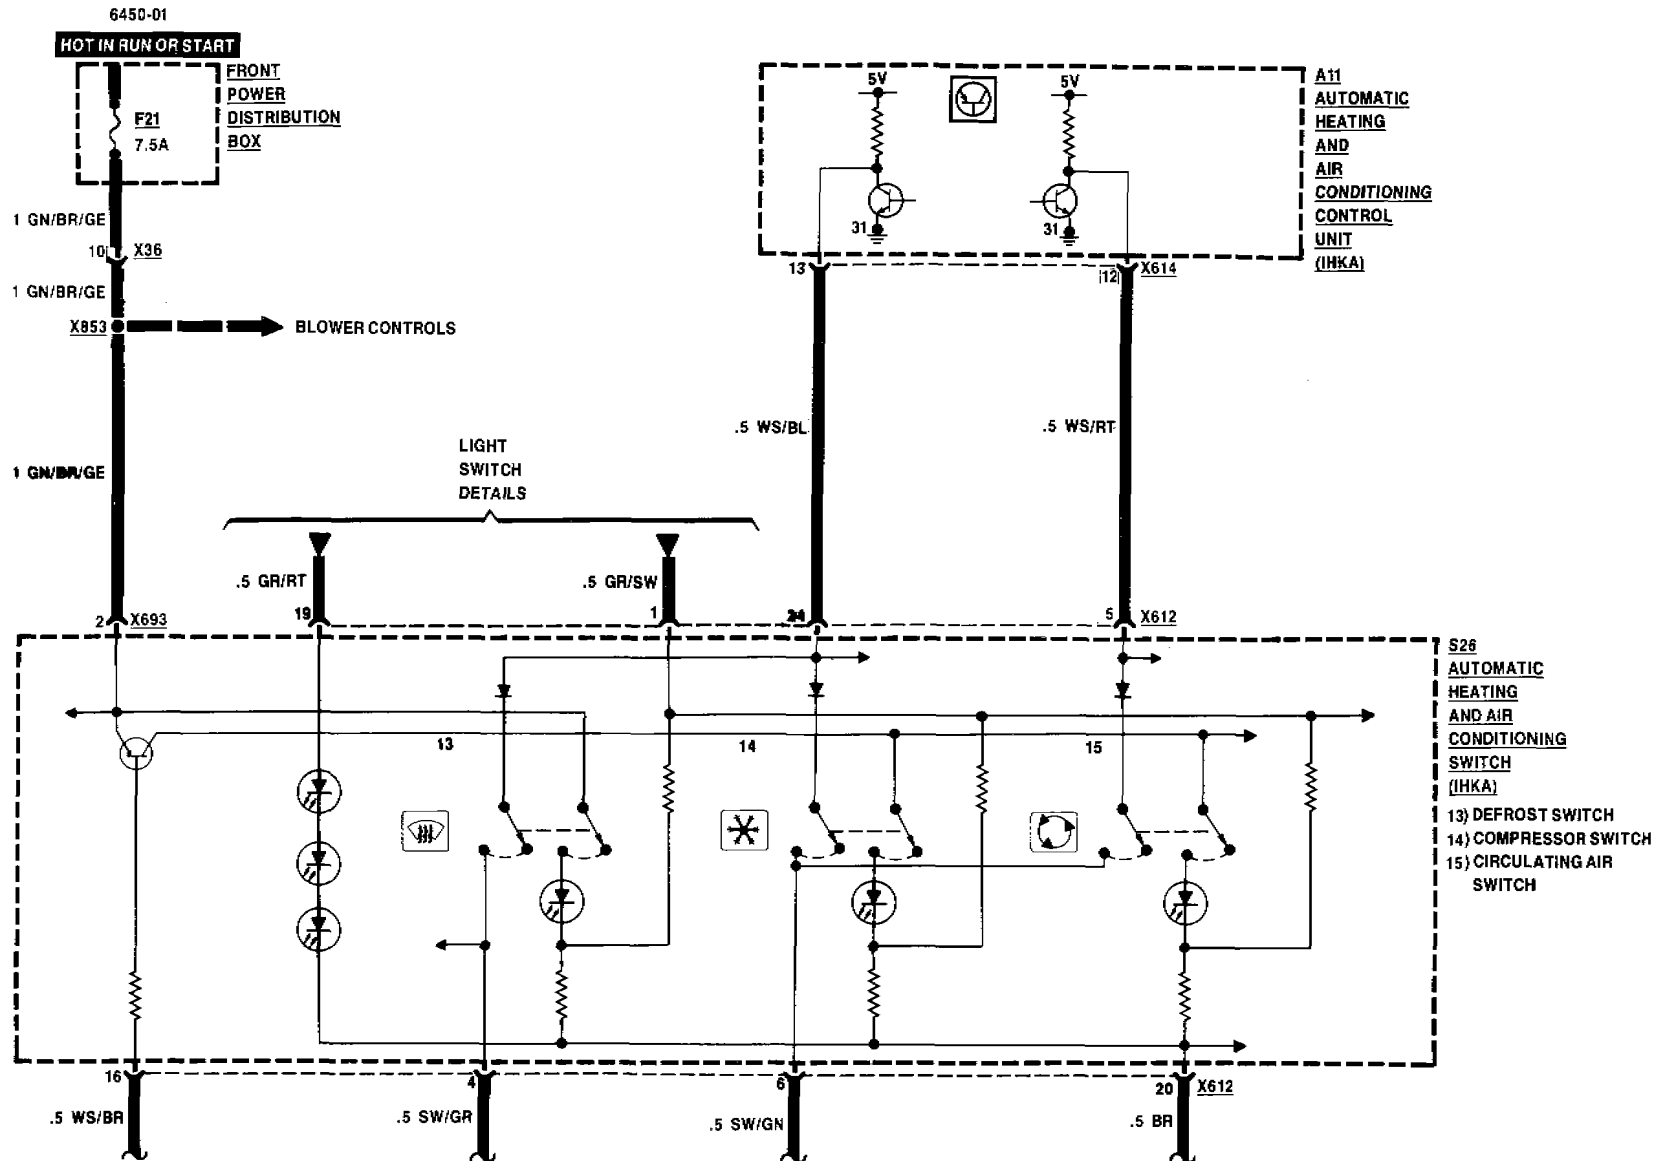 6450-01
HOT IN RUN OR START
FRONT
POWER
DISTRIBUTION
BOX
F21
7.5A
1 GN/BR/GE
10
X36
1 GN/BR/GE
X853
BLOWER CONTROLS
1 GN/BR/GE
5V
5V
31
31
A11
AUTOMATIC
HEATING
AND
AIR
CONDITIONING
CONTROL
UNIT
(IHKA)
13
12
X614
.5 WS/BL
.5 WS/RT
LIGHT
SWITCH
DETAILS
.5 GR/RT
.5 GR/SW
2
X693
19
1
5
X612
S26
AUTOMATIC
HEATING
AND AIR
CONDITIONING
SWITCH
(IHKA)
13) DEFROST SWITCH
14) COMPRESSOR SWITCH
15) CIRCULATING AIR
SWITCH
13
14
15
16
4
6
20
X612
.5 WS/BR
.5 SW/GR
.5 SW/GN
.5 BR